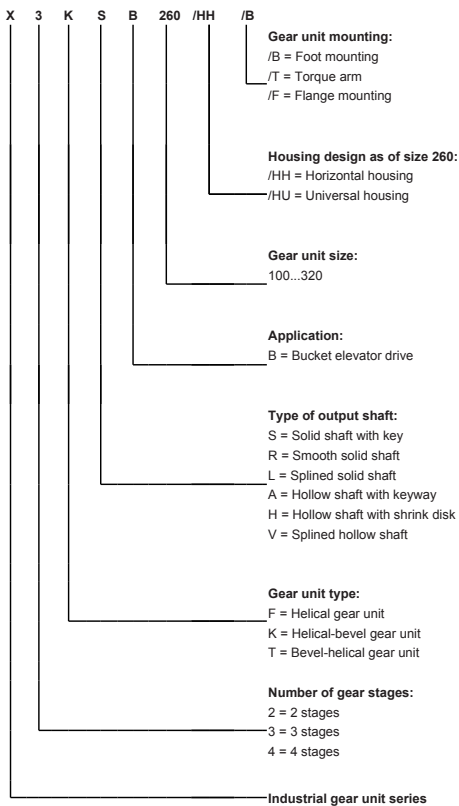 X 3 K S B 260 /HH /B
Gear unit mounting:
/B = Foot mounting
/T = Torque arm
/F = Flange mounting
Housing design as of size 260:
/HH = Horizontal housing
/HU = Universal housing
Gear unit size:
100...320
Application:
B = Bucket elevator drive
Type of output shaft:
S = Solid shaft with key
R = Smooth solid shaft
L = Splined solid shaft
A = Hollow shaft with keyway
H = Hollow shaft with shrink disk
V = Splined hollow shaft
Gear unit type:
F = Helical gear unit
K = Helical-bevel gear unit
T = Bevel-helical gear unit
Number of gear stages:
2 = 2 stages
3 = 3 stages
4 = 4 stages
Industrial gear unit series